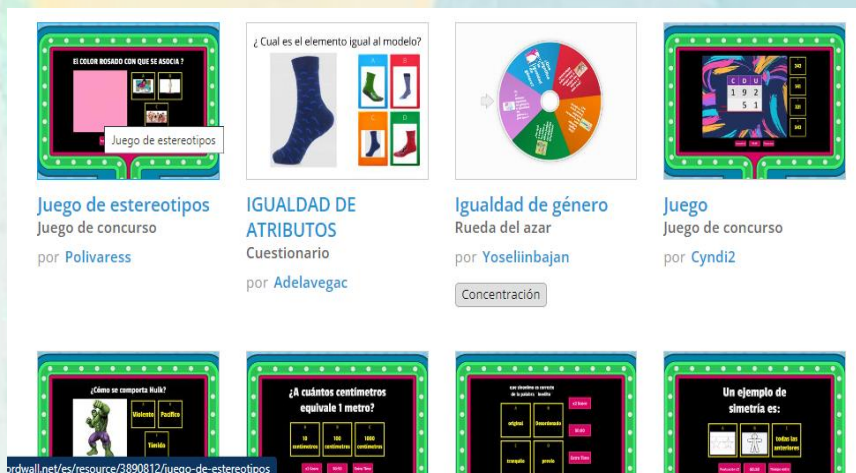 El COLOR ROSADO CON QUE SE ASOCIA ?
Juego de estereotipos
Juego de estereotipos
Juego de concurso
por Polivaress
¿ Cual es el elemento igual al modelo?
A
B
C
D
IGUALDAD DE
ATRIBUTOS
Cuestionario
por Adelavegac
Igualdad de género
Rueda del azar
por Yoseliinbajan
Concentración
C D U
1 9 2
5 1
Juego
Juego de concurso
por Cyndi2
¿Cómo se comporta Hulk?
Violento
Pacífico
Timido
¿A cuántos centímetros
equivale 1 metro?
10
centímetros
100
centímetros
1000
centímetros
original
Desordenado
tranquilo
previo
Un ejemplo de
simetría es:
todas las
anteriores
ordwall.net/es/resource/3890812/juego-de-estereotipos